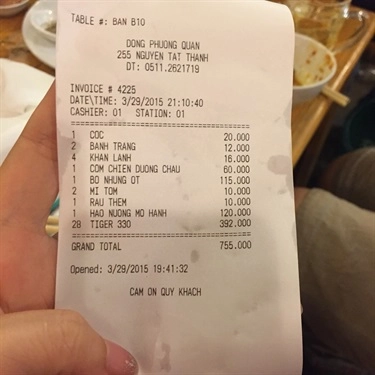 TABLE #: BAN B10
DONG PHUONG QUAN
255 NGUYEN TAT THANH
DT: 0511.2621719
INVOICE # 4225
DATE\TIME: 3/29/2015 21:10:40
CASHIER: 01 STATION: 01
1 COC 20.000
2 BANH TRANG 12.000
4 KHAN LANH 16.000
1 COM CHIEN DUONG CHAU 60.000
1 BO NHUNG OT 115.000
2 MI TOM 10.000
1 RAU THEM 10.000
1 HAO NUONG MO HANH 120.000
28 TIGER 330 392.000
GRAND TOTAL 755.000
Opened: 3/29/2015 19:41:32
CAM ON QUY KHACH